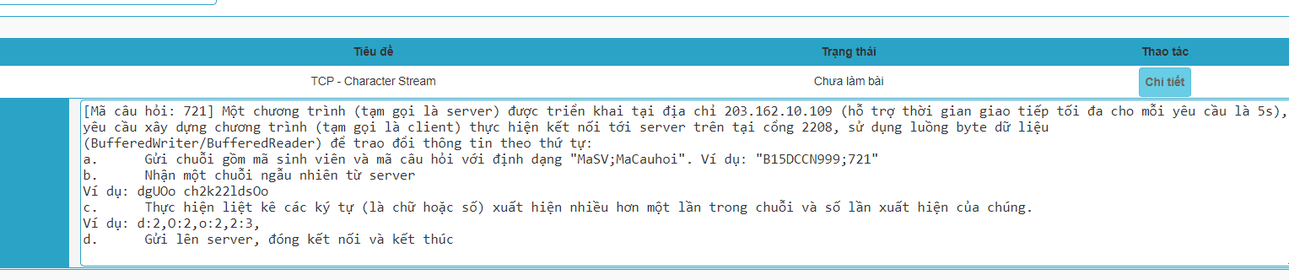 Tiêu đề Trạng thái Thao tác
TCP - Character Stream Chưa làm bài Chi tiết
[Mã câu hỏi: 721] Một chương trình (tạm gọi là server) được triển khai tại địa chỉ 203.162.10.109 (hỗ trợ thời gian giao tiếp tối đa cho mỗi yêu cầu là 5s),
yêu cầu xây dựng chương trình (tạm gọi là client) thực hiện kết nối tới server trên tại cổng 2208, sử dụng luồng byte dữ liệu
(BufferedWriter/BufferedReader) để trao đổi thông tin theo thứ tự:
a. Gửi chuỗi gồm mã sinh viên và mã câu hỏi với định dạng "MaSV;MaCauhoi". Ví dụ: "B15DCCN999;721"
b. Nhận một chuỗi ngẫu nhiên từ server
Ví dụ: dgUOo ch2k22ldsOo
c. Thực hiện liệt kê các ký tự (là chữ hoặc số) xuất hiện nhiều hơn một lần trong chuỗi và số lần xuất hiện của chúng.
Ví dụ: d:2,O:2,o:2,2:3,
d. Gửi lên server, đóng kết nối và kết thúc